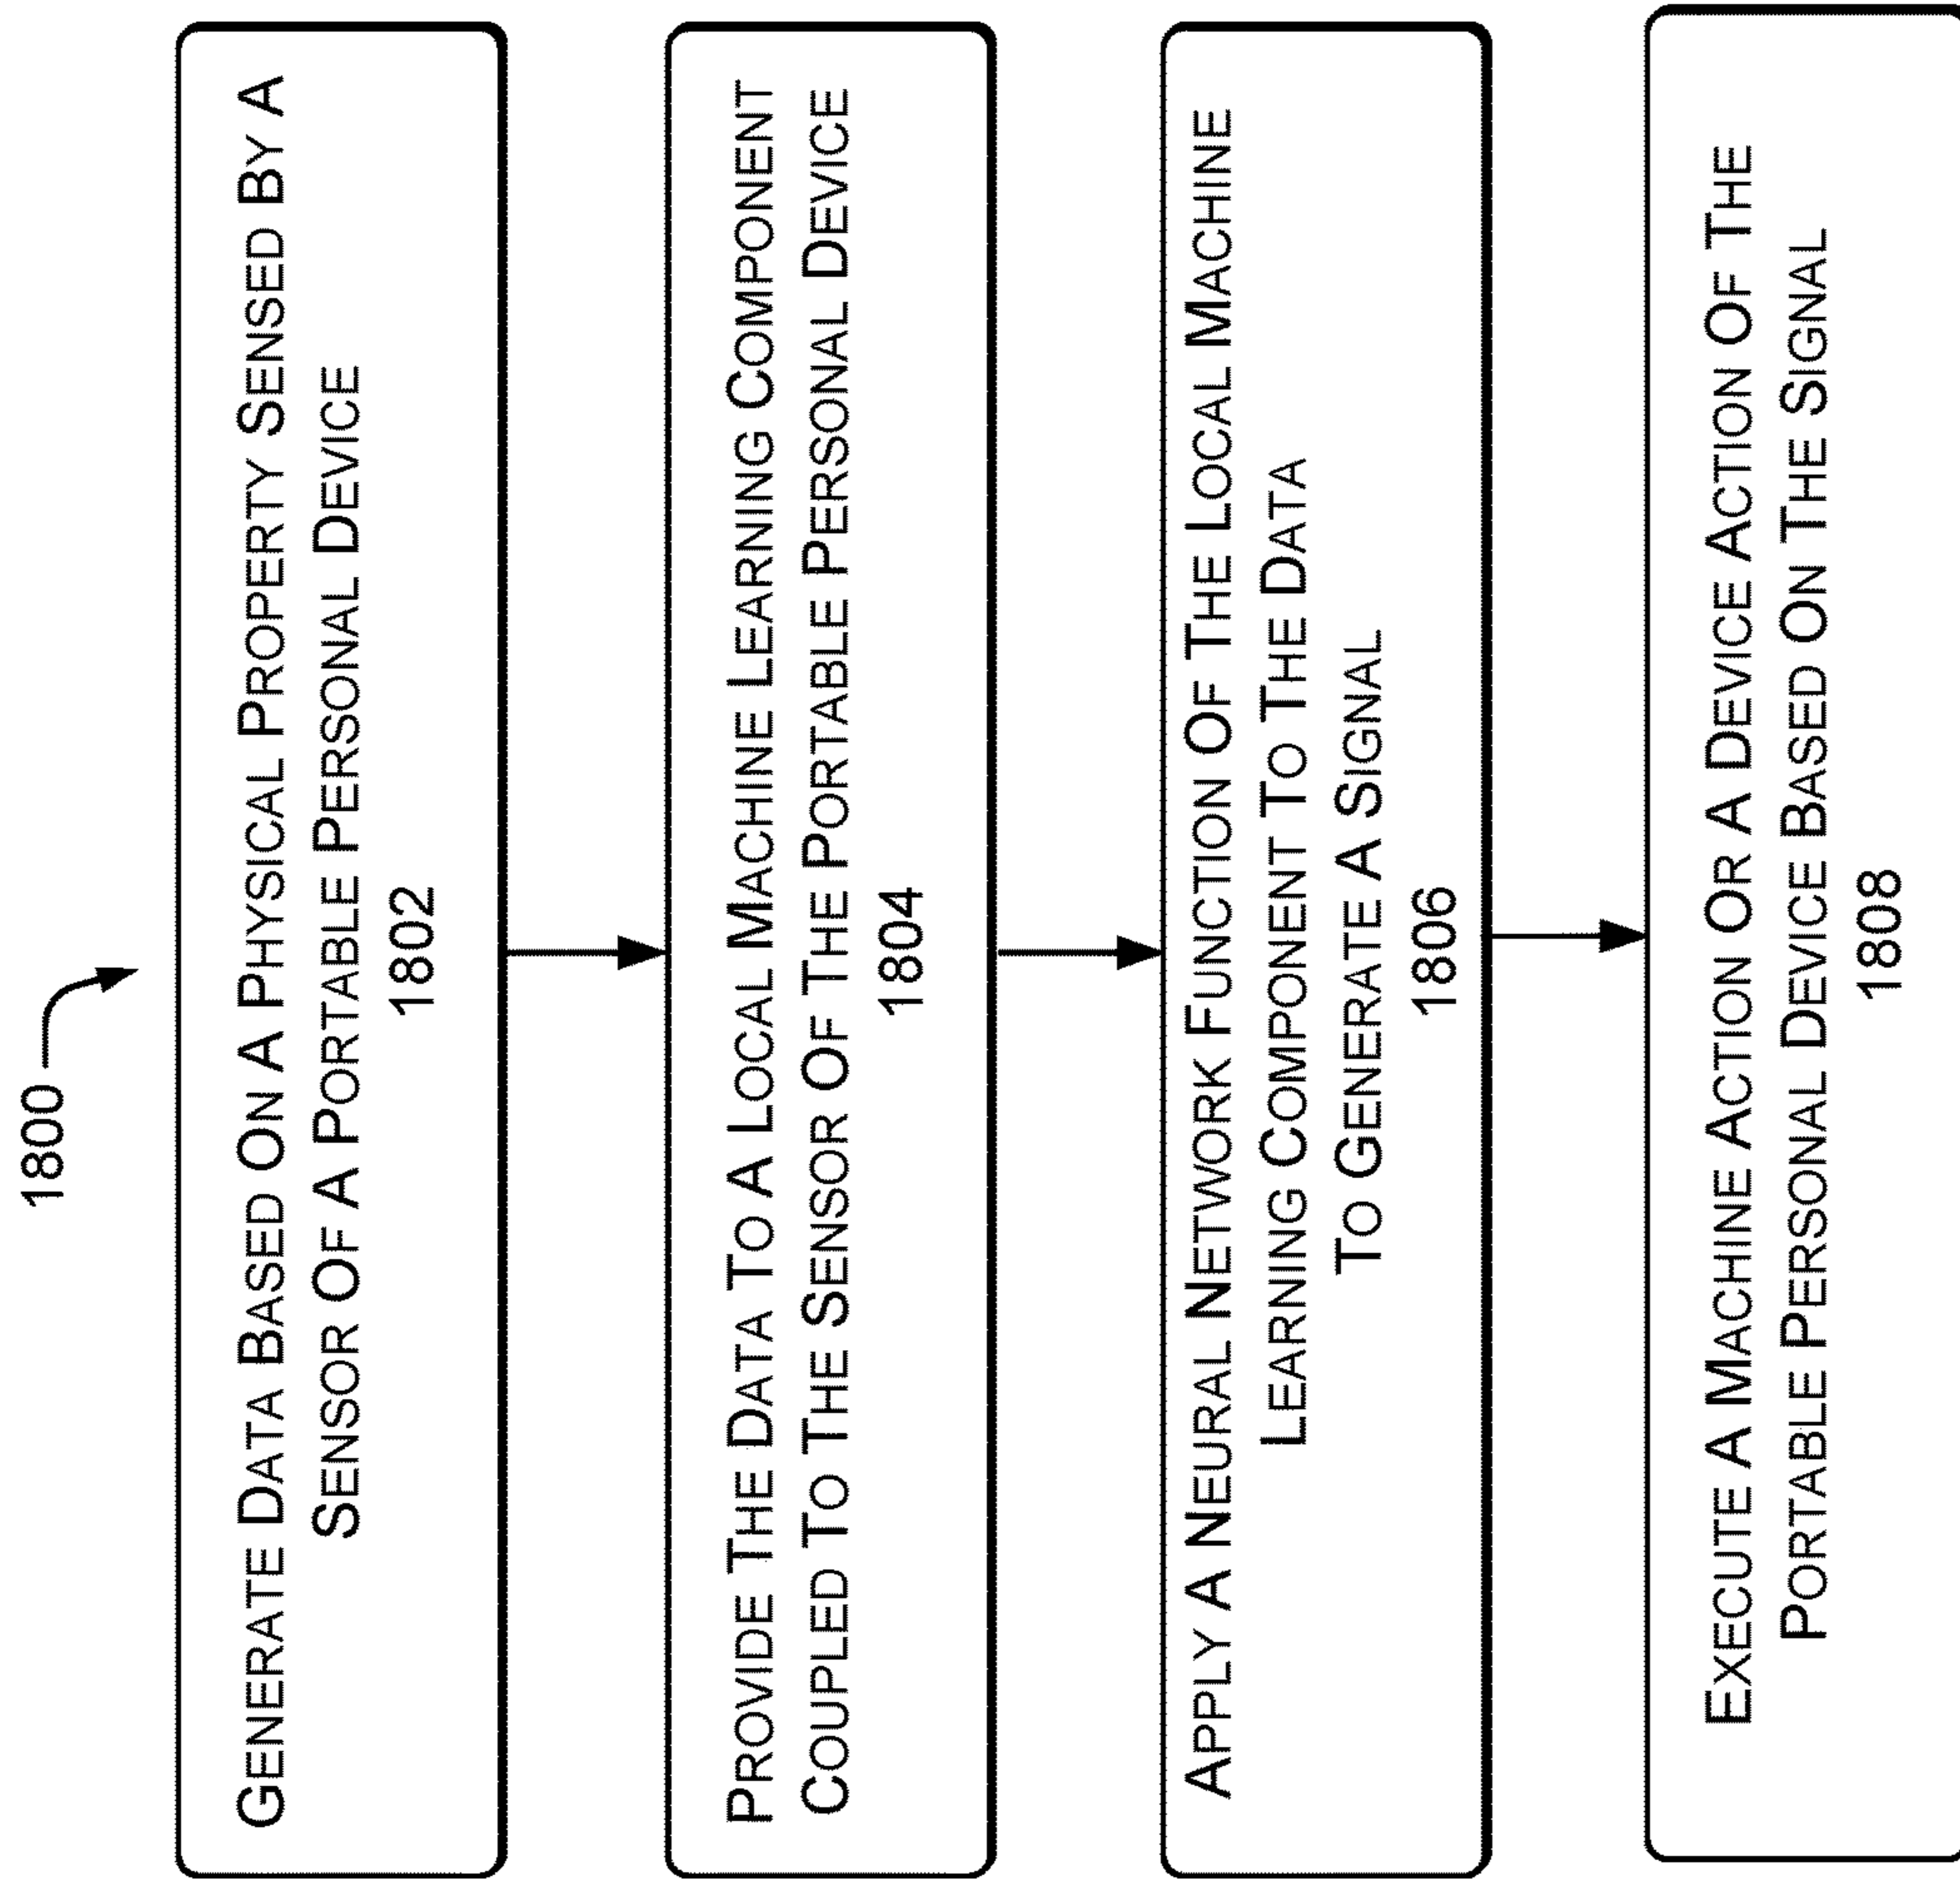 1800
GENERATE DATA BASED ON A PHYSICAL PROPERTY SENSED BY A
SENSOR OF A PORTABLE PERSONAL DEVICE
1802
PROVIDE THE DATA TO A LOCAL MACHINE LEARNING COMPONENT
COUPLED TO THE SENSOR OF THE PORTABLE PERSONAL DEVICE
1804
APPLY A NEURAL NETWORK FUNCTION OF THE LOCAL MACHINE
LEARNING COMPONENT TO THE DATA
TO GENERATE A SIGNAL
1806
EXECUTE A MACHINE ACTION OR A DEVICE ACTION OF THE
PORTABLE PERSONAL DEVICE BASED ON THE SIGNAL
1808